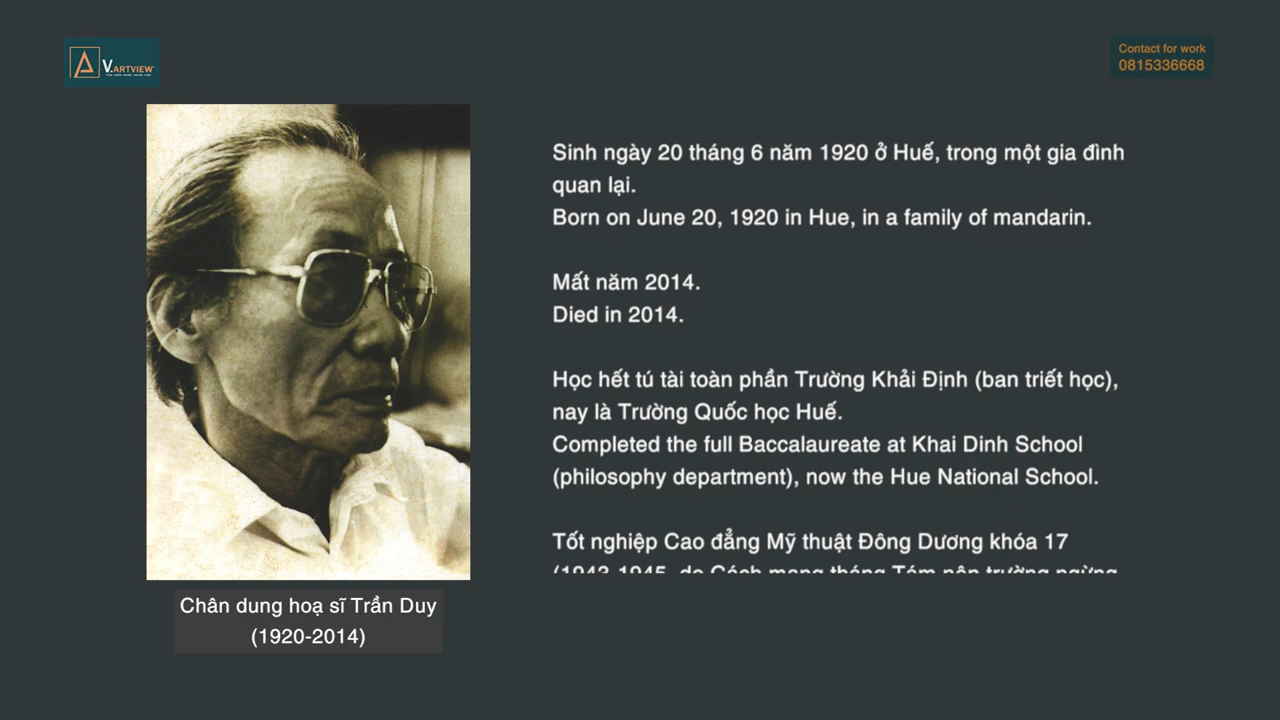 V.ARTVIEW
Contact for work
0815336668
Sinh ngày 20 tháng 6 năm 1920 ở Huế, trong một gia đình
quan lại.
Born on June 20, 1920 in Hue, in a family of mandarin.
Mất năm 2014.
Died in 2014.
Học hết tú tài toàn phần Trường Khải Định (ban triết học),
nay là Trường Quốc học Huế.
Completed the full Baccalaureate at Khai Dinh School
(philosophy department), now the Hue National School.
Tốt nghiệp Cao đẳng Mỹ thuật Đông Dương khóa 17
Chân dung hoạ sĩ Trần Duy
(1920-2014)